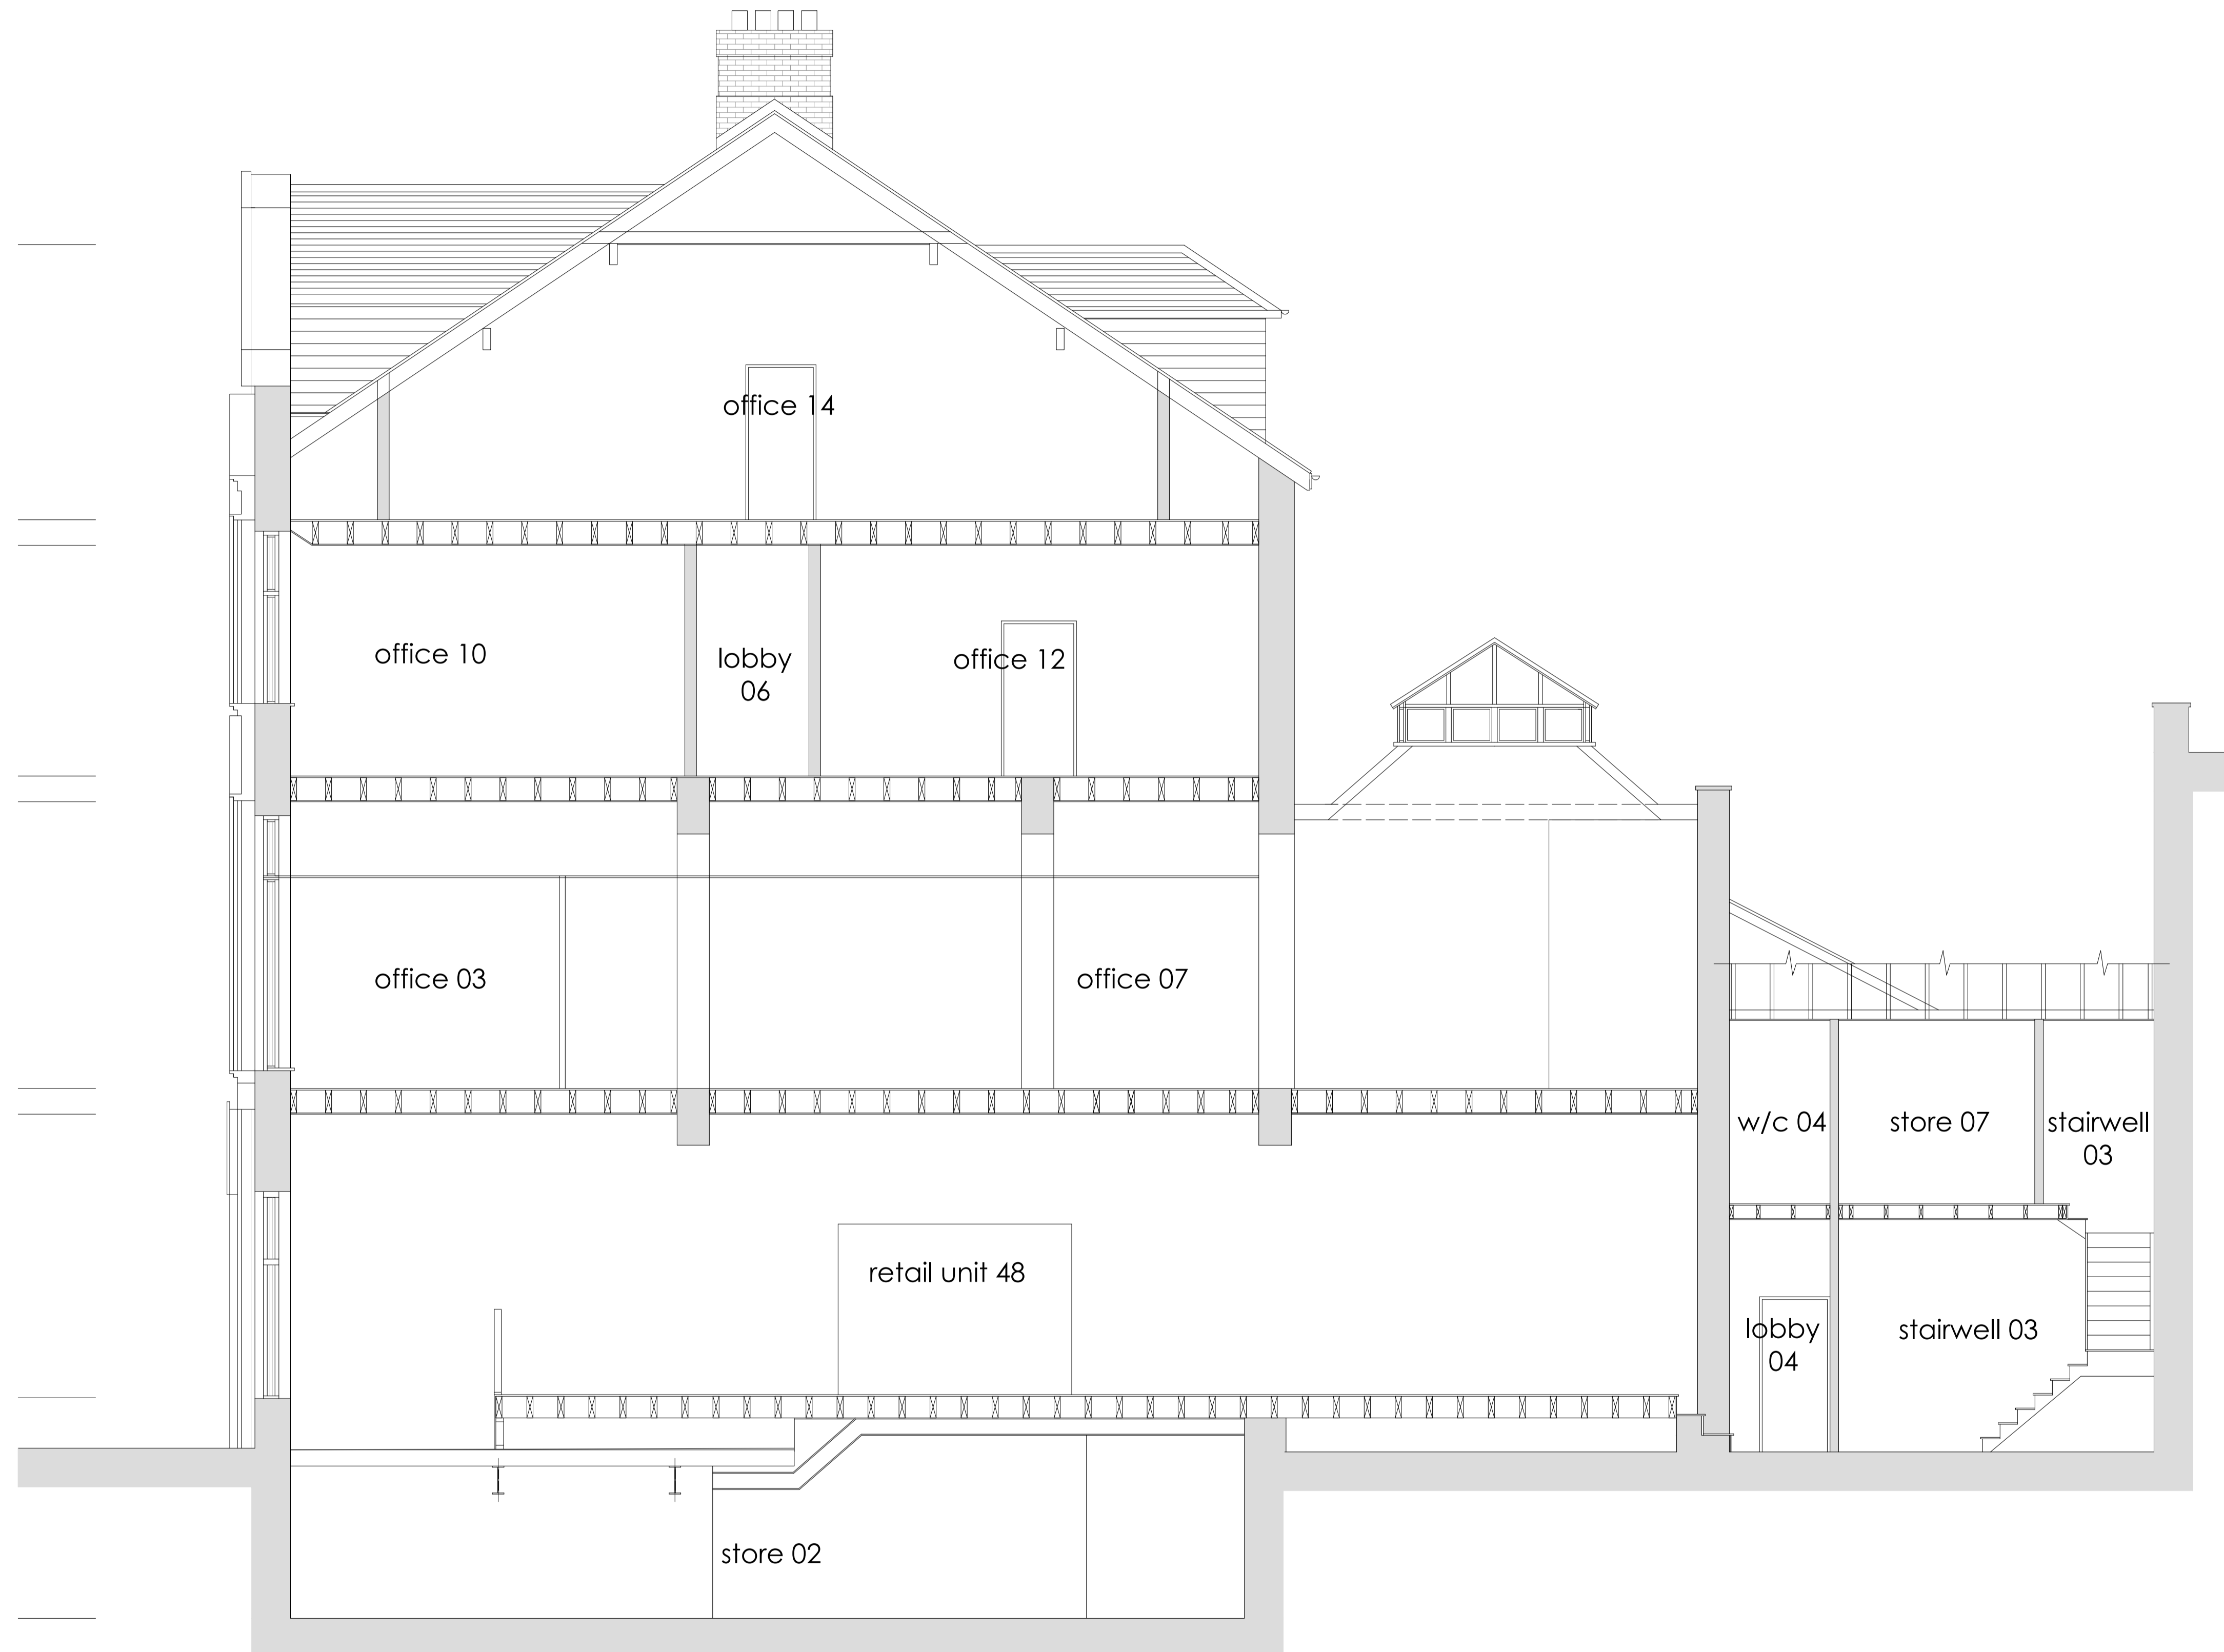 office 14
office 10
lobby
06
office 12
office 03
office 07
w/c 04
store 07
stairwell
03
retail unit 48
lobby
04
stairwell 03
store 02